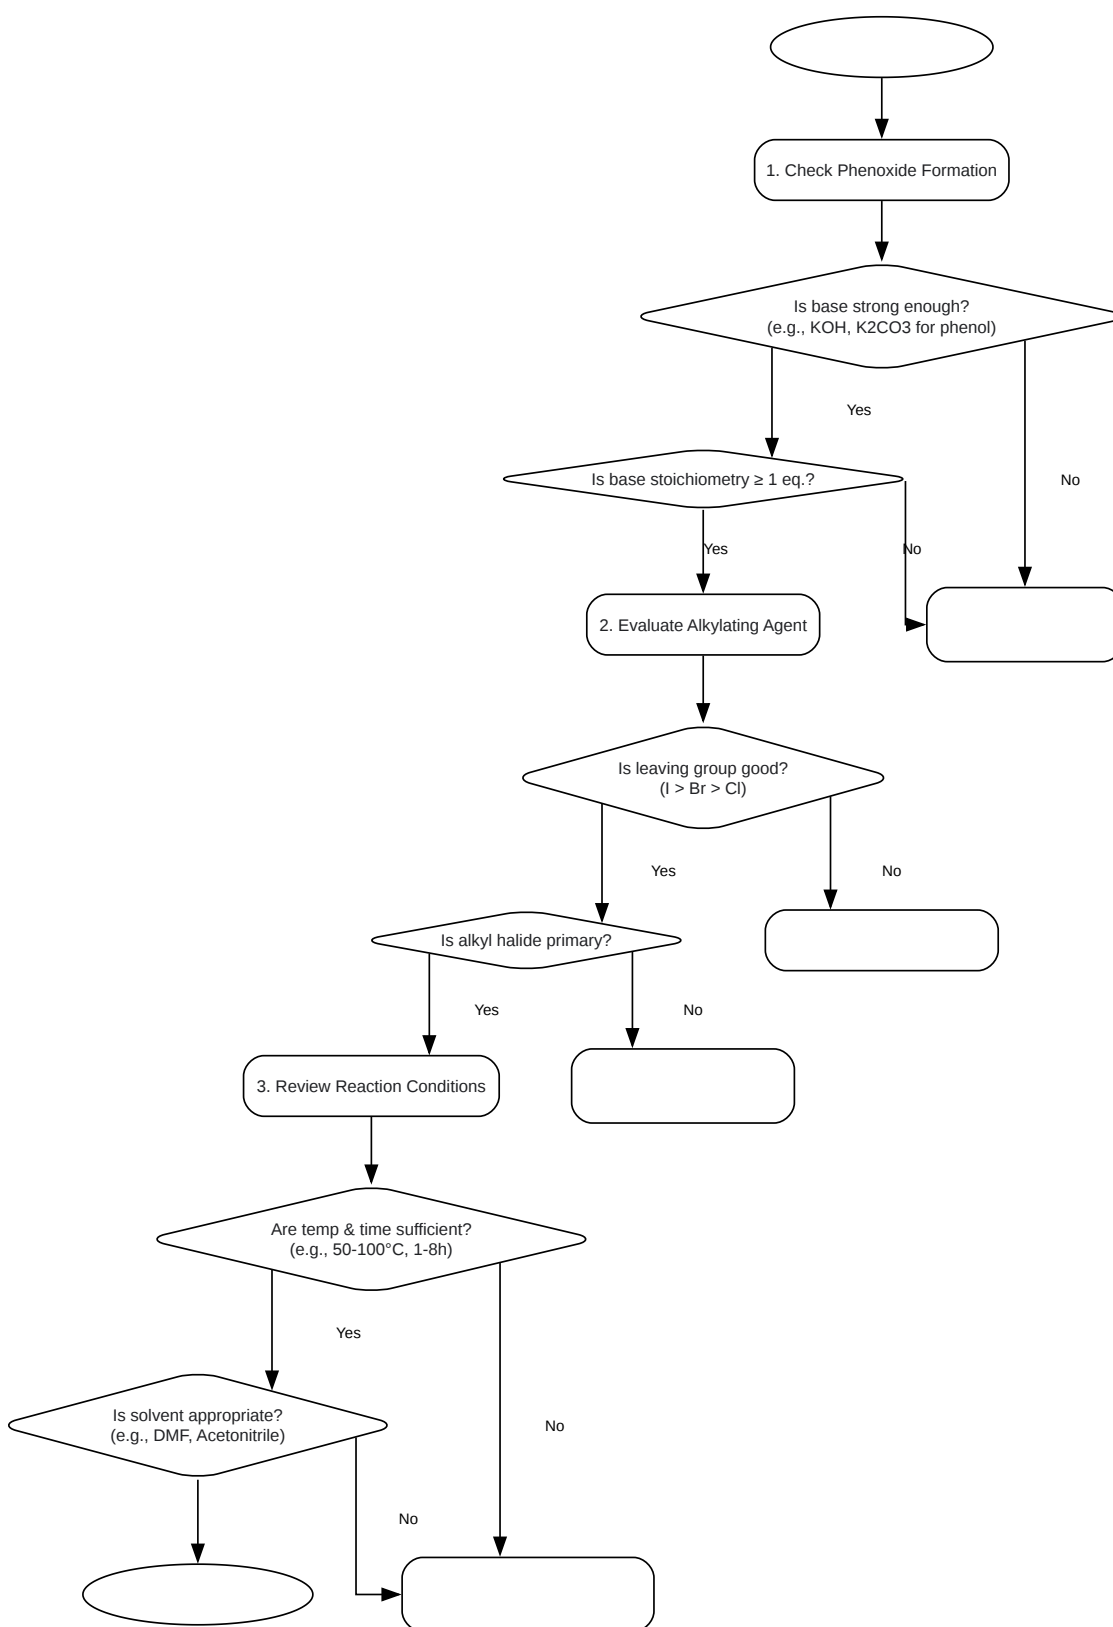 1. Check Phenoxide Formation
Is base strong enough?
(e.g., KOH, K2CO3 for phenol)
Yes
Is base stoichiometry ≥ 1 eq.?
No
Yes
No
2. Evaluate Alkylating Agent
Is leaving group good?
(I > Br > Cl)
Yes
No
Is alkyl halide primary?
Yes
No
3. Review Reaction Conditions
Are temp & time sufficient?
(e.g., 50-100°C, 1-8h)
Yes
Is solvent appropriate?
(e.g., DMF, Acetonitrile)
No
No